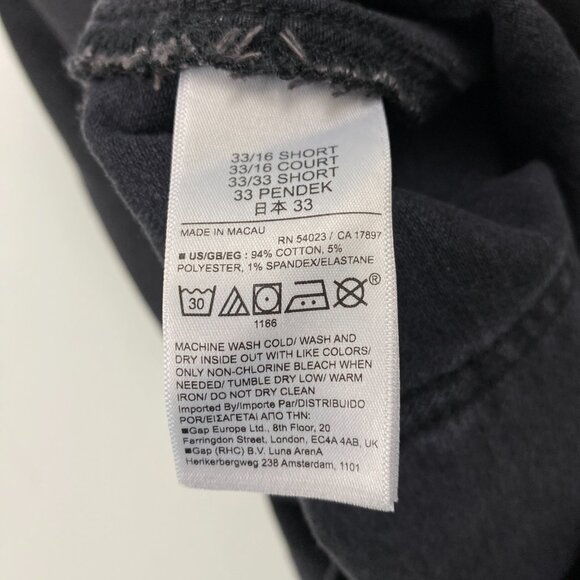 33/16 SHORT
33/16 COURT
33/33 SHORT
33 PENDEK
日本 33
MADE IN MACAU
RN 54023 / CA 17897
■ US/GB/EG : 94% COTTON, 5%
POLYESTER, 1% SPANDEX/ELASTANE
30
®
1166
MACHINE WASH COLD/ WASH AND
DRY INSIDE OUT WITH LIKE COLORS/
ONLY NON-CHLORINE BLEACH WHEN
NEEDED/ TUMBLE DRY LOW/ WARM
IRON/ DO NOT DRY CLEAN
Imported By/Importe Par/DISTRIBUIDO
POR/ΕΙΣΑΓΕΤΑΙ ΑΠΟ ΤΗΝ:
■Gap Europe Ltd., 8th Floor, 20
Farringdon Street, London, EC4A 4AB, UK
■Gap (RHC) B.V. Luna ArenA
Herikerbergweg 238 Amsterdam, 1101